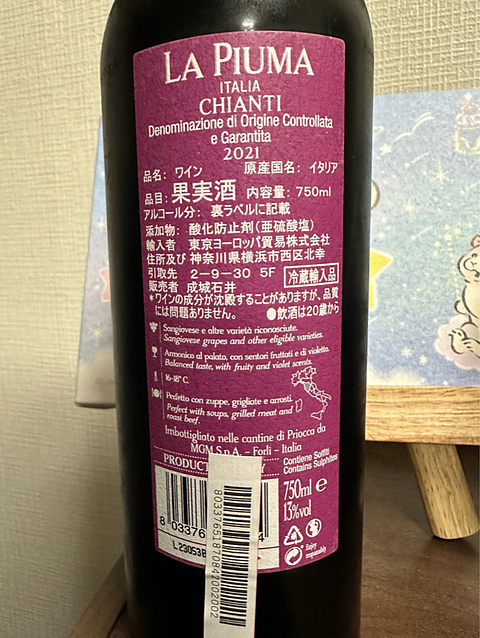 LA PIUMA
ITALIA
CHIANTI
Denominazione di Origine Controllata
e Garantita
2021
品名: ワイン 原産国名: イタリア
品目: 果実酒 内容量: 750ml
アルコール分: 裏ラベルに記載
添加物: 酸化防止剤(亜硫酸塩)
輸入者 東京ヨーロッパ貿易株式会社
住所及び 神奈川県横浜市西区北幸
引取先 2-9-30 5F 冷蔵輸入品
販売者 成城石井
*ワインの成分が沈殿することがありますが、品質
には問題ありません。 ●飲酒は20歳から
Sangiovese e altre varietà riconosciute.
Sangiovese grapes and other eligible varieties.
Armonico al palato, con sentori fruttati e di violetta.
Balanced taste, with fruity and violet scents.
16-18° C
Perfetto con zuppe, grigliate e arrosti.
Perfect with soups, grilled meat and
roast beef.
Imbottigliato nelle cantine di Priocca da
MGM S.p.A. - Forlì - Italia
PRODUC Y
Contiene Solfiti
Contains Sulphites
750ml e
13%vol
8 03376 4
L23053B
8033765187084202002
Enjoy
responsibly